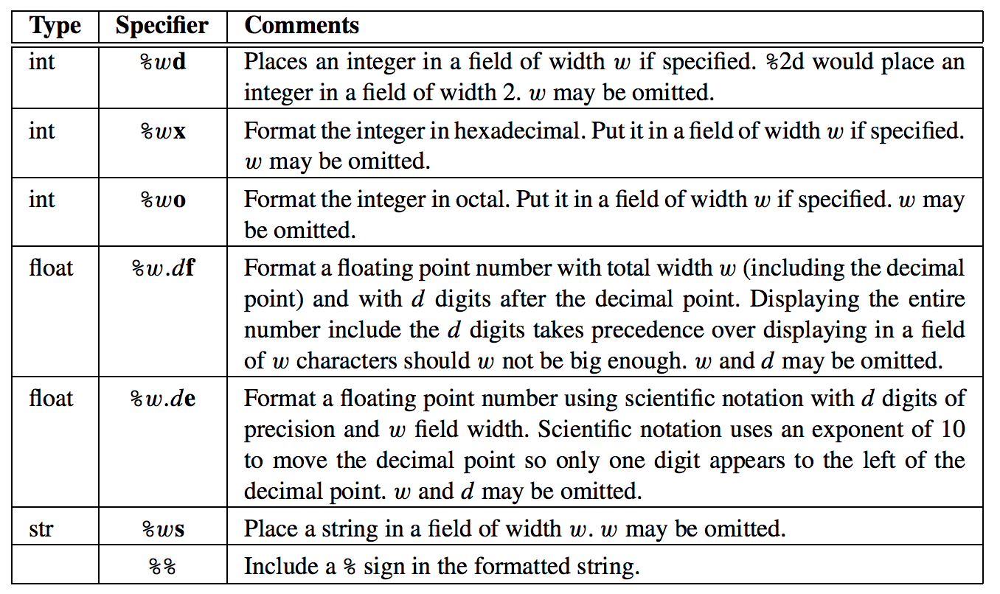 Type Specifier Comments
int %wd Places an integer in a field of width w if specified. %2d would place an
integer in a field of width 2. w may be omitted.
int %wx Format the integer in hexadecimal. Put it in a field of width w if specified.
w may be omitted.
int %wo Format the integer in octal. Put it in a field of width w if specified. w may
be omitted.
float %w.df Format a floating point number with total width w (including the decimal
point) and with d digits after the decimal point. Displaying the entire
number include the d digits takes precedence over displaying in a field
of w characters should w not be big enough. w and d may be omitted.
float %w.de Format a floating point number using scientific notation with d digits of
precision and w field width. Scientific notation uses an exponent of 10
to move the decimal point so only one digit appears to the left of the
decimal point. w and d may be omitted.
str %ws Place a string in a field of width w. w may be omitted.
%% Include a % sign in the formatted string.